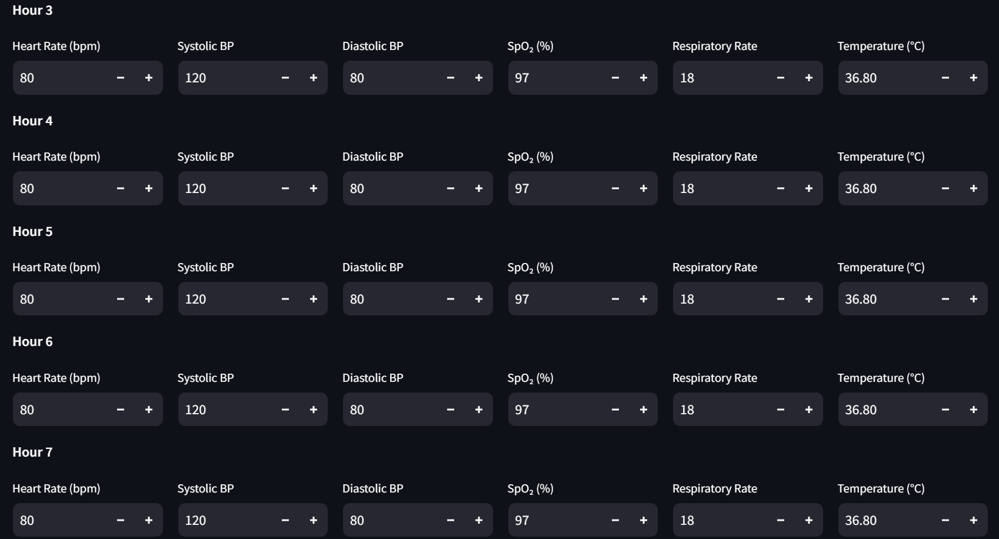 Hour 3
Heart Rate (bpm) Systolic BP Diastolic BP SpO₂ (%) Respiratory Rate Temperature (°C)
80 − + 120 − + 80 − + 97 − + 18 − + 36.80 − +
Hour 4
Heart Rate (bpm) Systolic BP Diastolic BP SpO₂ (%) Respiratory Rate Temperature (°C)
80 − + 120 − + 80 − + 97 − + 18 − + 36.80 − +
Hour 5
Heart Rate (bpm) Systolic BP Diastolic BP SpO₂ (%) Respiratory Rate Temperature (°C)
80 − + 120 − + 80 − + 97 − + 18 − + 36.80 − +
Hour 6
Heart Rate (bpm) Systolic BP Diastolic BP SpO₂ (%) Respiratory Rate Temperature (°C)
80 − + 120 − + 80 − + 97 − + 18 − + 36.80 − +
Hour 7
Heart Rate (bpm) Systolic BP Diastolic BP SpO₂ (%) Respiratory Rate Temperature (°C)
80 − + 120 − + 80 − + 97 − + 18 − + 36.80 − +